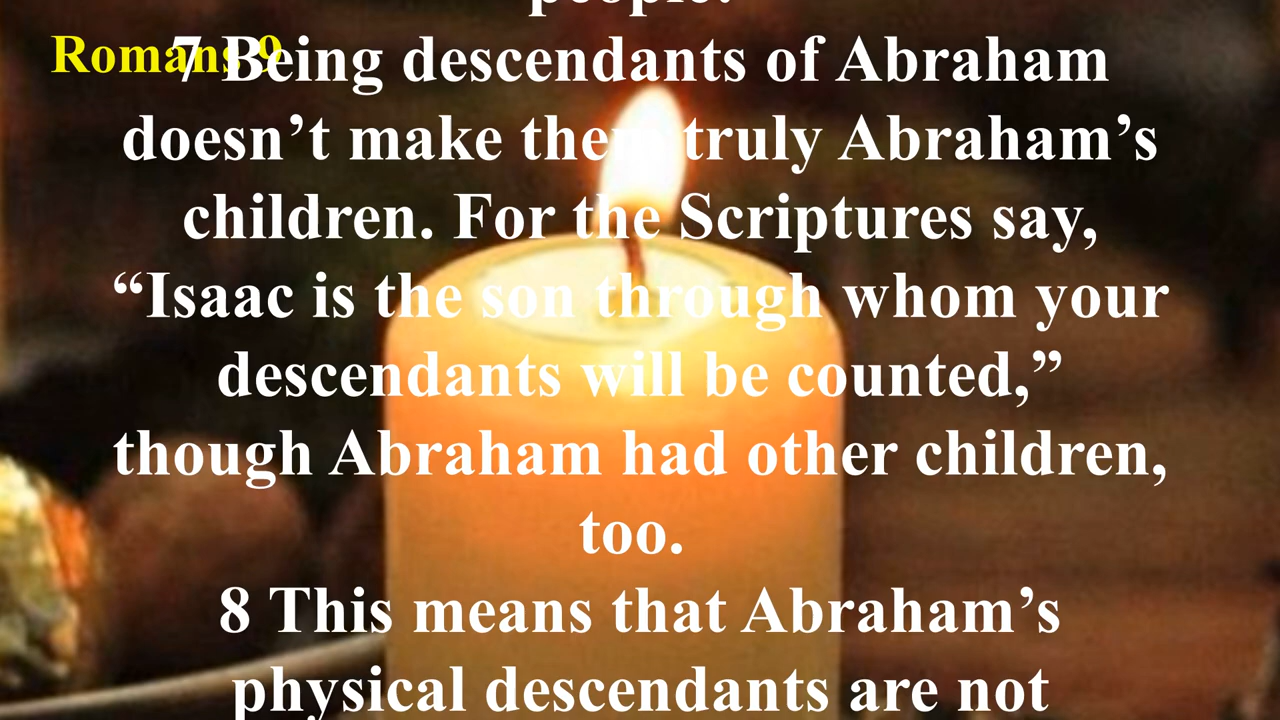 people.
Romans 9
7 Being descendants of Abraham
doesn’t make them truly Abraham’s
children. For the Scriptures say,
“Isaac is the son through whom your
descendants will be counted,”
though Abraham had other children,
too.
8 This means that Abraham’s
physical descendants are not